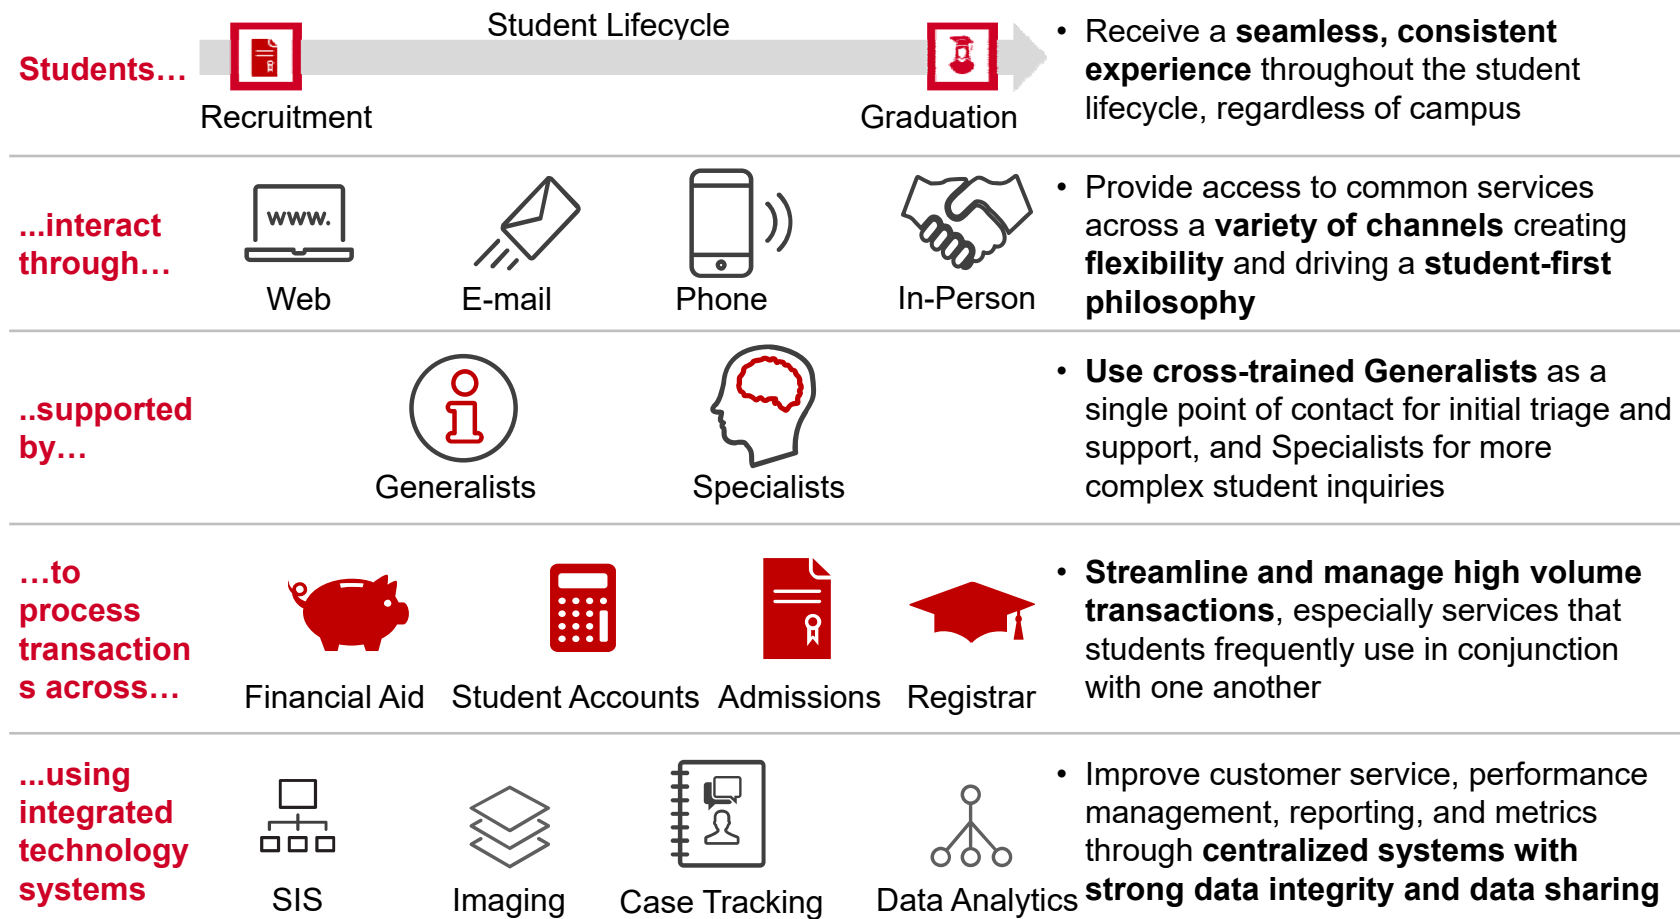 Student Lifecycle
Students…
Recruitment
Graduation
• Receive a seamless, consistent
experience throughout the student
lifecycle, regardless of campus
...interact
through…
www.
Web
E-mail
Phone
In-Person
• Provide access to common services
across a variety of channels creating
flexibility and driving a student-first
philosophy
..supported
by…
Generalists
Specialists
• Use cross-trained Generalists as a
single point of contact for initial triage and
support, and Specialists for more
complex student inquiries
…to
process
transaction
s across…
Financial Aid
Student Accounts
Admissions
Registrar
• Streamline and manage high volume
transactions, especially services that
students frequently use in conjunction
with one another
...using
integrated
technology
systems
SIS
Imaging
Case Tracking
Data Analytics
• Improve customer service, performance
management, reporting, and metrics
through centralized systems with
strong data integrity and data sharing